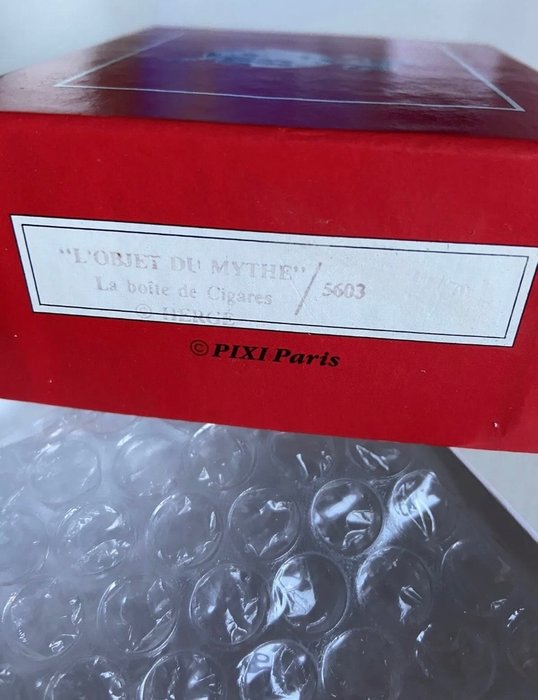 "L'OBJET DU MYTHE" / 5603
La boîte de Cigares
© HERGÉ
© PIXI Paris